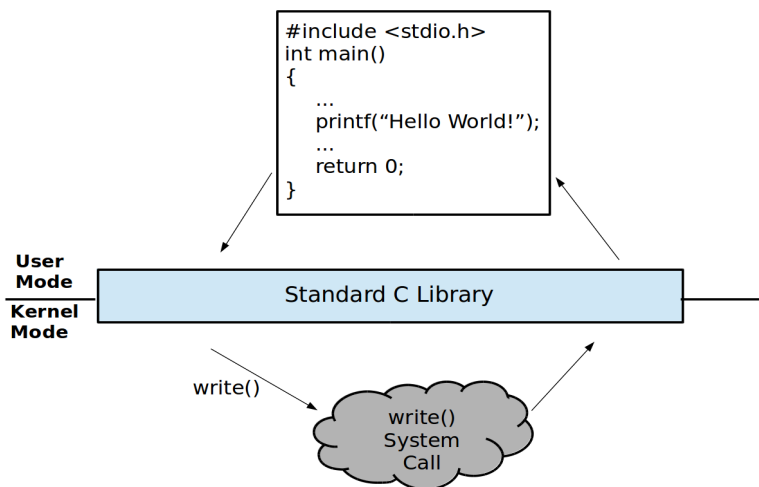 #include <stdio.h>
int main()
{
...
printf(“Hello World!”);
...
return 0;
}
User
Mode
Standard C Library
Kernel
Mode
write()
write()
System
Call